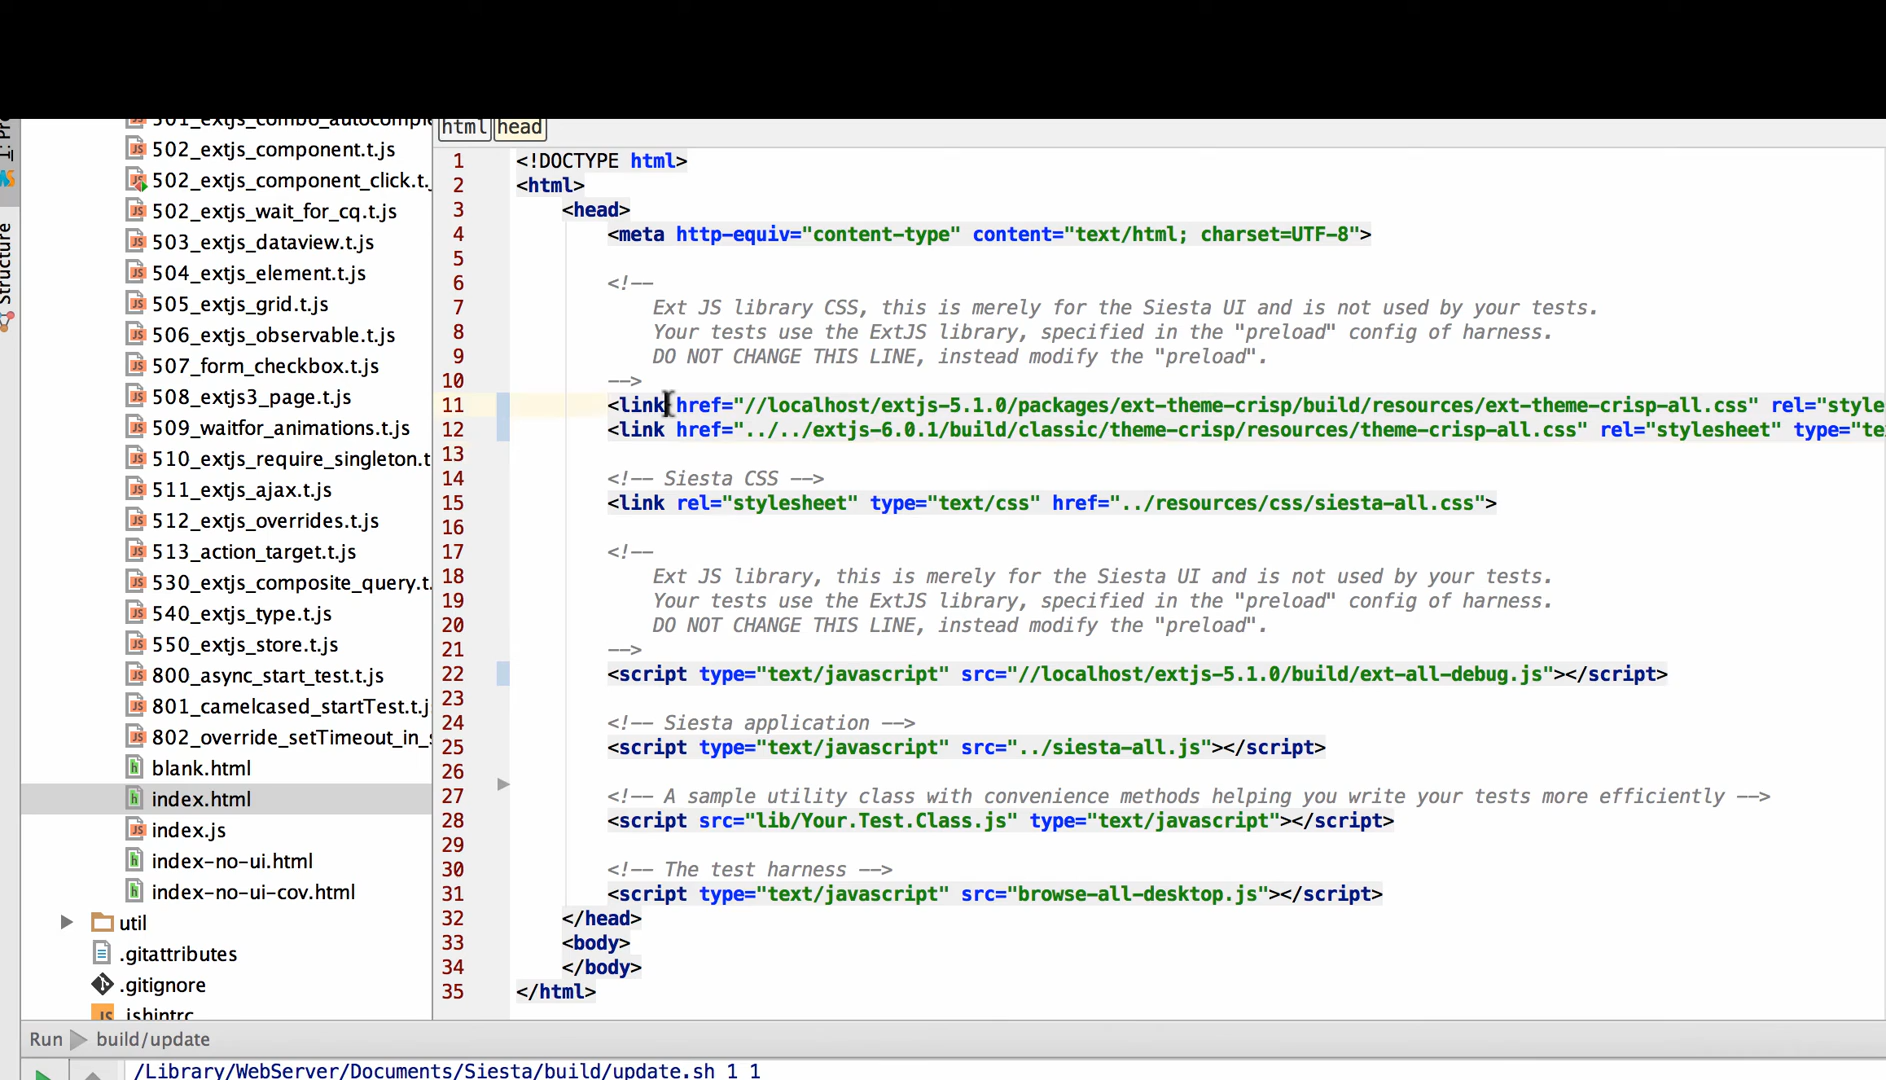 1: Pr
Structure
501_extjs_combo_autocomple
502_extjs_component.t.js
502_extjs_component_click.t.
502_extjs_wait_for_cq.t.js
503_extjs_dataview.t.js
504_extjs_element.t.js
505_extjs_grid.t.js
506_extjs_observable.t.js
507_form_checkbox.t.js
508_extjs3_page.t.js
509_waitfor_animations.t.js
510_extjs_require_singleton.t
511_extjs_ajax.t.js
512_extjs_overrides.t.js
513_action_target.t.js
530_extjs_composite_query.t.
540_extjs_type.t.js
550_extjs_store.t.js
800_async_start_test.t.js
801_camelcased_startTest.t.j
802_override_setTimeout_in_s
blank.html
index.html
index.js
index-no-ui.html
index-no-ui-cov.html
util
.gitattributes
.gitignore
.jshintrc
html head
1 <!DOCTYPE html>
2 <html>
3 <head>
4 <meta http-equiv="content-type" content="text/html; charset=UTF-8">
5
6 <!--
7 Ext JS library CSS, this is merely for the Siesta UI and is not used by your tests.
8 Your tests use the ExtJS library, specified in the "preload" config of harness.
9 DO NOT CHANGE THIS LINE, instead modify the "preload".
10 -->
11 <link href="//localhost/extjs-5.1.0/packages/ext-theme-crisp/build/resources/ext-theme-crisp-all.css" rel="style
12 <link href="../../extjs-6.0.1/build/classic/theme-crisp/resources/theme-crisp-all.css" rel="stylesheet" type="te
13
14 <!-- Siesta CSS -->
15 <link rel="stylesheet" type="text/css" href="../resources/css/siesta-all.css">
16
17 <!--
18 Ext JS library, this is merely for the Siesta UI and is not used by your tests.
19 Your tests use the ExtJS library, specified in the "preload" config of harness.
20 DO NOT CHANGE THIS LINE, instead modify the "preload".
21 -->
22 <script type="text/javascript" src="//localhost/extjs-5.1.0/build/ext-all-debug.js"></script>
23
24 <!-- Siesta application -->
25 <script type="text/javascript" src="../siesta-all.js"></script>
26
27 <!-- A sample utility class with convenience methods helping you write your tests more efficiently -->
28 <script src="lib/Your.Test.Class.js" type="text/javascript"></script>
29
30 <!-- The test harness -->
31 <script type="text/javascript" src="browse-all-desktop.js"></script>
32 </head>
33 <body>
34 </body>
35 </html>
Run build/update
/Library/WebServer/Documents/Siesta/build/update.sh 1 1